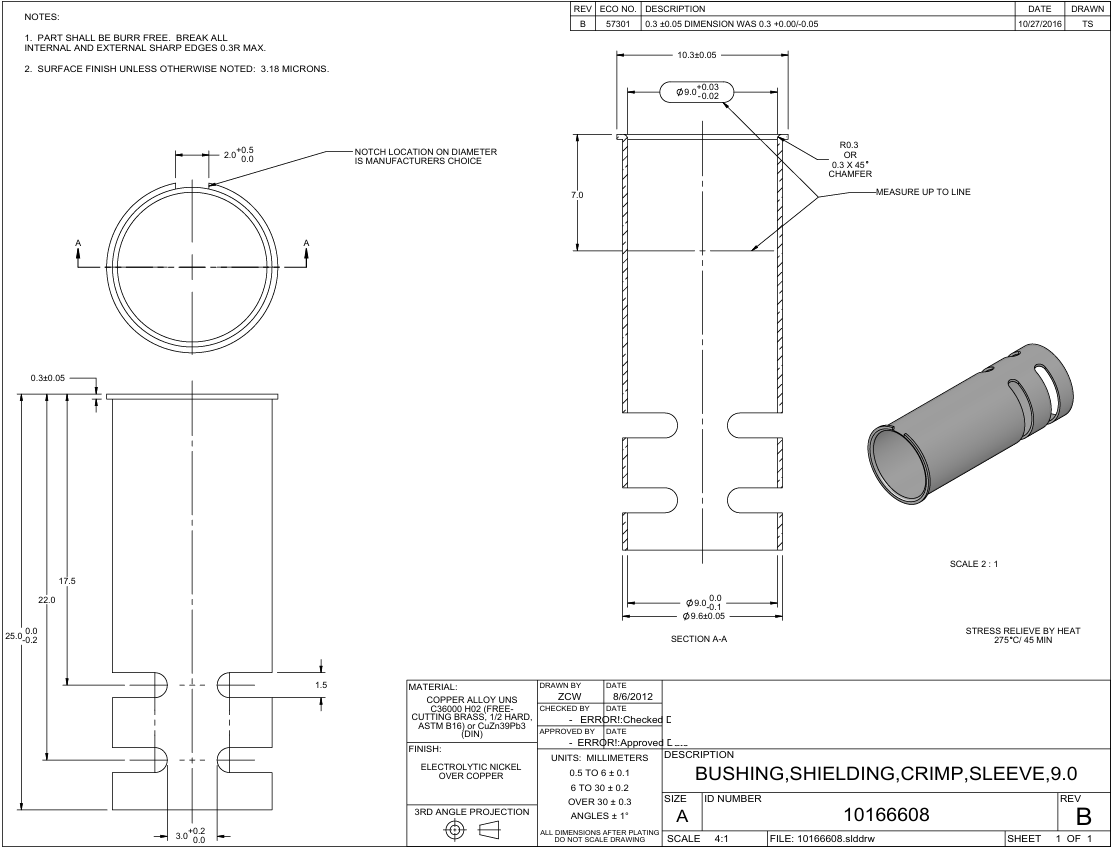 NOTES:
1. PART SHALL BE BURR FREE. BREAK ALL
INTERNAL AND EXTERNAL SHARP EDGES 0.3R MAX.
2. SURFACE FINISH UNLESS OTHERWISE NOTED: 3.18 MICRONS.
REV ECO NO. DESCRIPTION DATE DRAWN
B 57301 0.3 ±0.05 DIMENSION WAS 0.3 +0.00/-0.05 10/27/2016 TS
10.3±0.05
Ø9.0 +0.03 -0.02
2.0 +0.5 0.0
NOTCH LOCATION ON DIAMETER
IS MANUFACTURERS CHOICE
R0.3
OR
0.3 X 45°
CHAMFER
7.0
MEASURE UP TO LINE
A A
0.3±0.05
17.5
22.0
25.0 0.0 -0.2
1.5
3.0 +0.2 0.0
Ø9.0 0.0 -0.1
Ø9.6±0.05
SECTION A-A
SCALE 2 : 1
STRESS RELIEVE BY HEAT
275°C/ 45 MIN
MATERIAL:
COPPER ALLOY UNS
C36000 H02 (FREE-
CUTTING BRASS, 1/2 HARD,
ASTM B16) or CuZn39Pb3
(DIN)
FINISH:
ELECTROLYTIC NICKEL
OVER COPPER
3RD ANGLE PROJECTION
DRAWN BY DATE
ZCW 8/6/2012
CHECKED BY DATE
- ERROR!:Checked
APPROVED BY DATE
- ERROR!:Approved
UNITS: MILLIMETERS
0.5 TO 6 ± 0.1
6 TO 30 ± 0.2
OVER 30 ± 0.3
ANGLES ± 1°
ALL DIMENSIONS AFTER PLATING
DO NOT SCALE DRAWING
DESCRIPTION
BUSHING,SHIELDING,CRIMP,SLEEVE,9.0
SIZE ID NUMBER REV
A 10166608 B
SCALE 4:1 FILE: 10166608.slddrw SHEET 1 OF 1